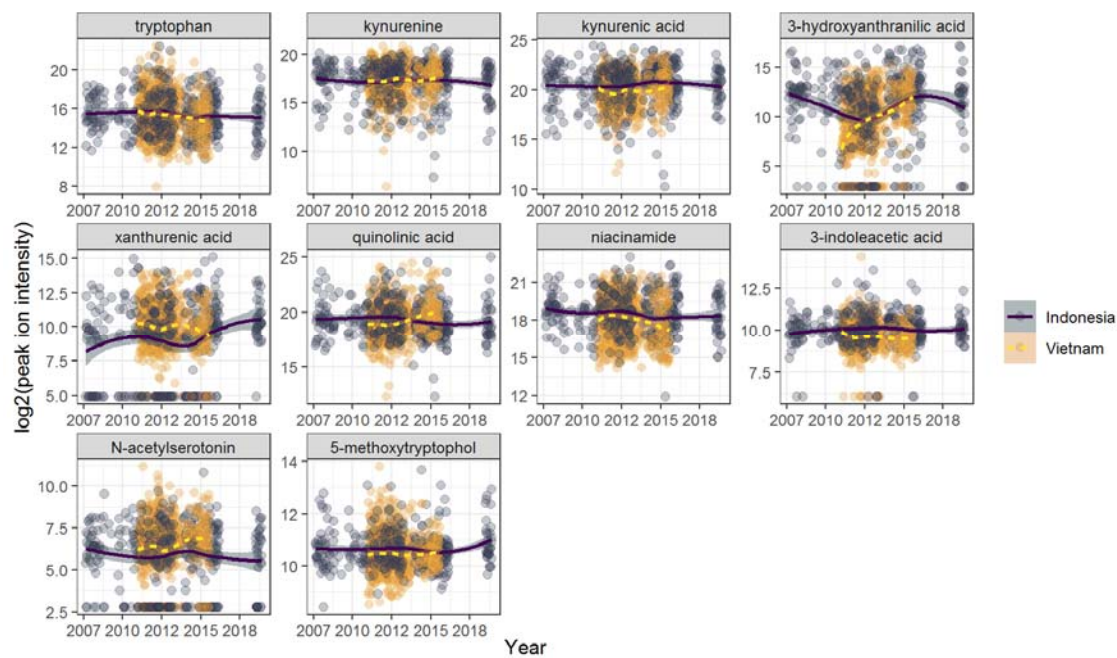 tryptophan
kynurenine
kynurenic acid
3-hydroxyanthranilic acid
20
16
12
8
2007 2010 2012 2015 2018
20
15
10
2007 2010 2012 2015 2018
25
20
15
10
2007 2010 2012 2015 2018
15
10
5
2007 2010 2012 2015 2018
xanthurenic acid
quinolinic acid
niacinamide
3-indoleacetic acid
15.0
12.5
10.0
7.5
5.0
2007 2010 2012 2015 2018
25
20
15
2007 2010 2012 2015 2018
21
18
15
12
2007 2010 2012 2015 2018
12.5
10.0
7.5
2007 2010 2012 2015 2018
N-acetylserotonin
5-methoxytryptophol
10.0
7.5
5.0
2.5
2007 2010 2012 2015 2018
14
12
10
2007 2010 2012 2015 2018
log2(peak ion intensity)
Year
Indonesia
Vietnam